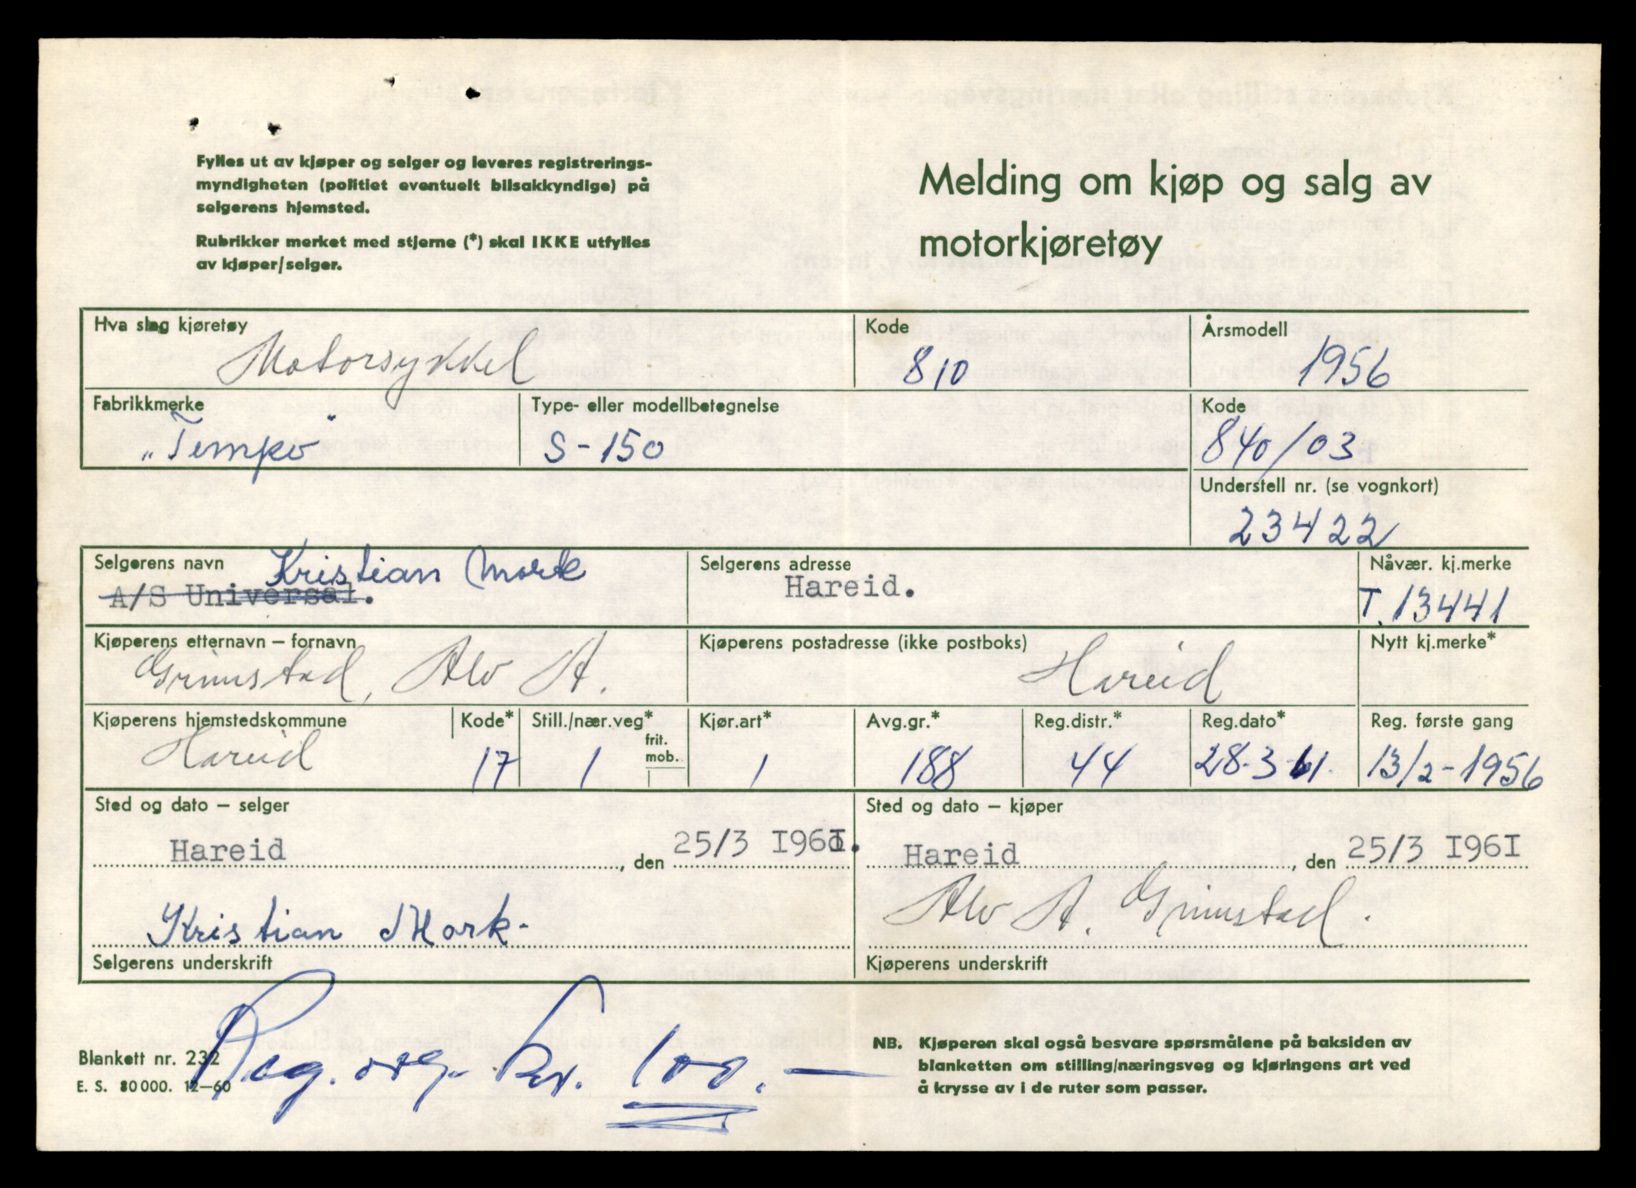 Fylles ut av kjøper og selger og leveres registrerings-
myndigheten (politiet eventuelt bilsakkyndige) på
selgerens hjemsted.
Rubrikker merket med stjerne (*) skal IKKE utfylles
av kjøper/selger.
Melding om kjøp og salg av
motorkjøretøy
Hva slag kjøretøy
Motorsykkel
Kode
810
Årsmodell
1956
Fabrikkmerke
„Tempo"
Type- eller modellbetegnelse
S-150
Kode
840/03
Understell nr. (se vognkort)
23422
Selgerens navn
Kristian Mork
A/S Universal.
Selgerens adresse
Hareid.
Nåvær. kj.merke
T.13441
Kjøperens etternavn – fornavn
Grimstad, Alv A.
Kjøperens postadresse (ikke postboks)
Hareid
Nytt kj.merke*
Kjøperens hjemstedskommune
Hareid
Kode*
17
Still./nær.veg*
1
frit.
mob.
Kjør.art*
1
Avg.gr.*
188
Reg.distr.*
44
Reg.dato*
28-3-61.
Reg. første gang
13/2-1956
Sted og dato – selger
Hareid, den 25/3 I96I.
Sted og dato – kjøper
Hareid, den 25/3 I96I
Kristian Mork-
Selgerens underskrift
Alv A. Grimstad.
Kjøperens underskrift
Blankett nr. 232
E. S. 80000. 12–60
Reg. avg. kr. 100.—
NB. Kjøperen skal også besvare spørsmålene på baksiden av
blanketten om stilling/næringsveg og kjøringens art ved
å krysse av i de ruter som passer.